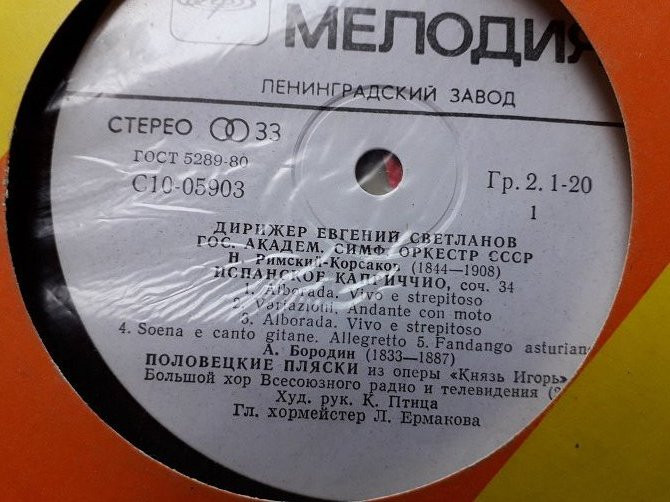 МЕЛОДИЯ
ЛЕНИНГРАДСКИЙ ЗАВОД
СТЕРЕО 33
ГОСТ 5289-80
С10-05903
Гр. 2. 1-20
1
ДИРИЖЕР ЕВГЕНИЙ СВЕТЛАНОВ
ГОС. АКАДЕМ. СИМФ. ОРКЕСТР СССР
Н. Римский-Корсаков (1844—1908)
ИСПАНСКОЕ КАПРИЧЧИО, соч. 34
1. Alborada. Vivo e strepitoso
2. Variazioni. Andante con moto
3. Alborada. Vivo e strepitoso
4. Soena e canto gitane. Allegretto 5. Fandango asturian
А. Бородин (1833—1887)
ПОЛОВЕЦКИЕ ПЛЯСКИ из оперы «Князь Игорь»
Большой хор Всесоюзного радио и телевидения
Худ. рук. К. Птица
Гл. хормейстер Л. Ермакова